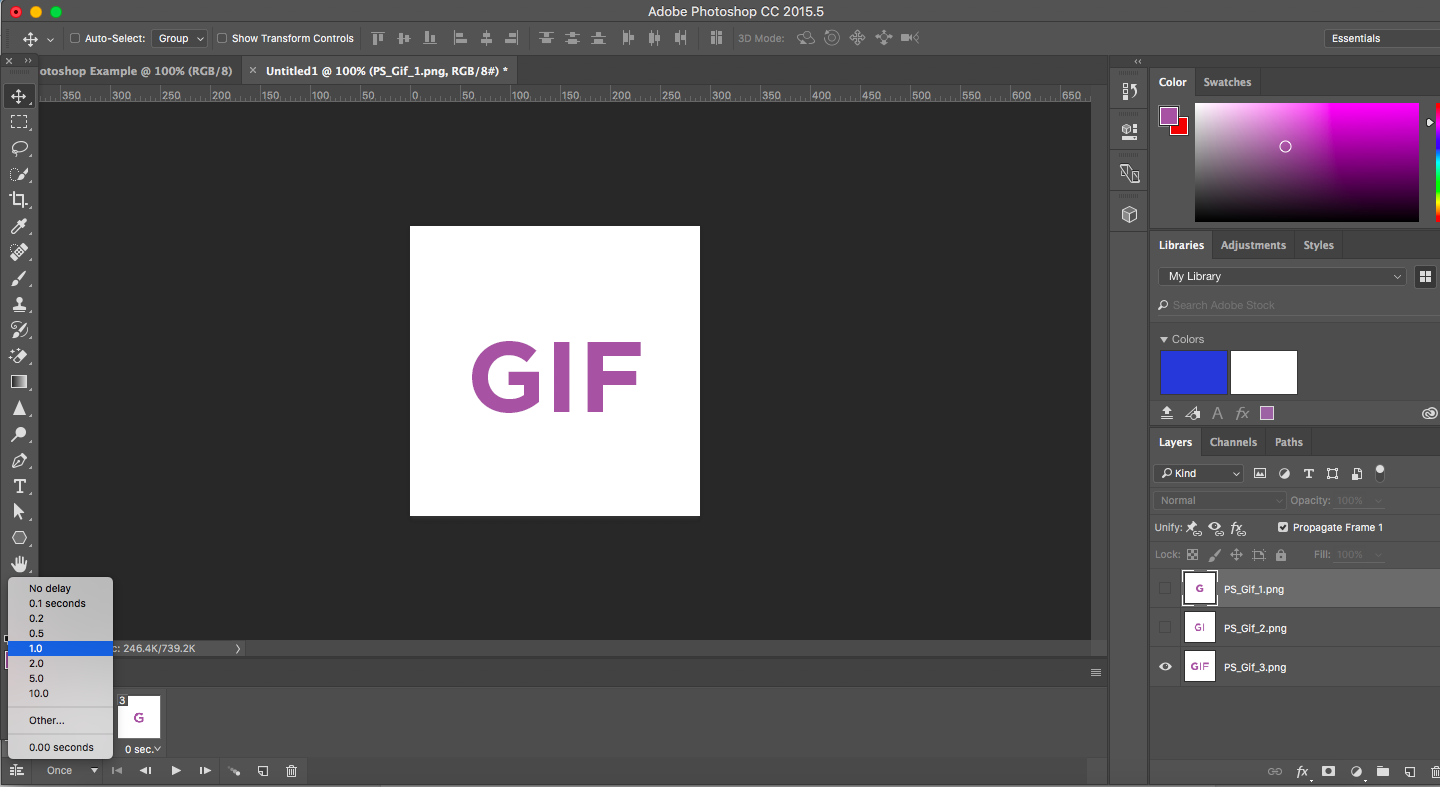 Adobe Photoshop CC 2015.5
Auto-Select: Group Show Transform Controls 3D Mode: Essentials
otoshop Example @ 100% (RGB/8) Untitled1 @ 100% (PS_Gif_1.png, RGB/8#) *
350 300 250 200 150 100 50 0 50 100 150 200 250 300 350 400 450 500 550 600 650
Color Swatches
Libraries Adjustments Styles
My Library
Search Adobe Stock
Colors
GIF
A fx
Layers Channels Paths
Kind T
Normal Opacity: 100%
Unify: fx Propagate Frame 1
Lock: Fill: 100%
G PS_Gif_1.png
GI PS_Gif_2.png
GIF PS_Gif_3.png
fx
No delay
0.1 seconds
0.2
0.5
1.0
2.0
5.0
10.0
Other...
0.00 seconds
c: 246.4K/739.2K
3
G
0 sec.
Once